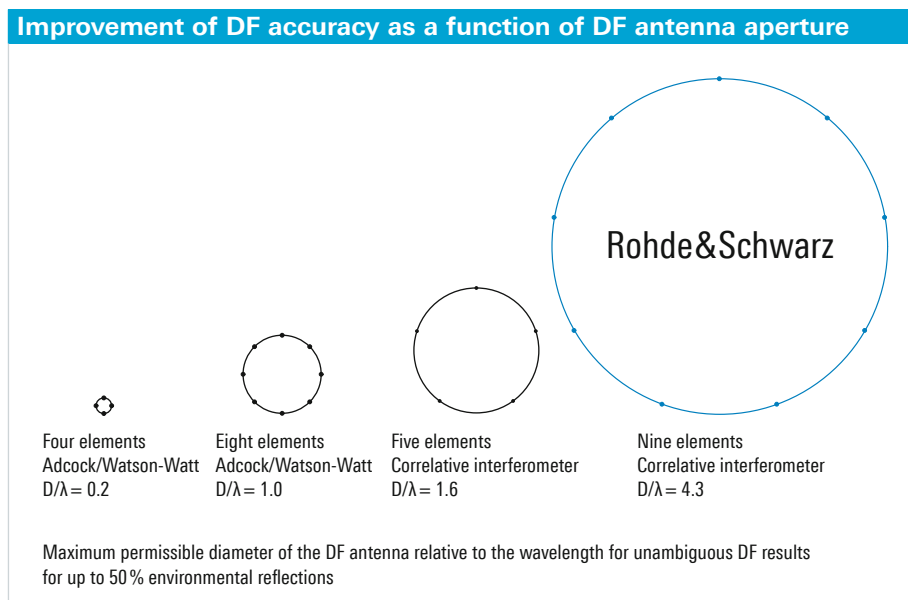 Improvement of DF accuracy as a function of DF antenna aperture
Rohde&Schwarz
Four elements
Adcock/Watson-Watt
D/λ = 0.2
Eight elements
Adcock/Watson-Watt
D/λ = 1.0
Five elements
Correlative interferometer
D/λ = 1.6
Nine elements
Correlative interferometer
D/λ = 4.3
Maximum permissible diameter of the DF antenna relative to the wavelength for unambiguous DF results
for up to 50 % environmental reflections